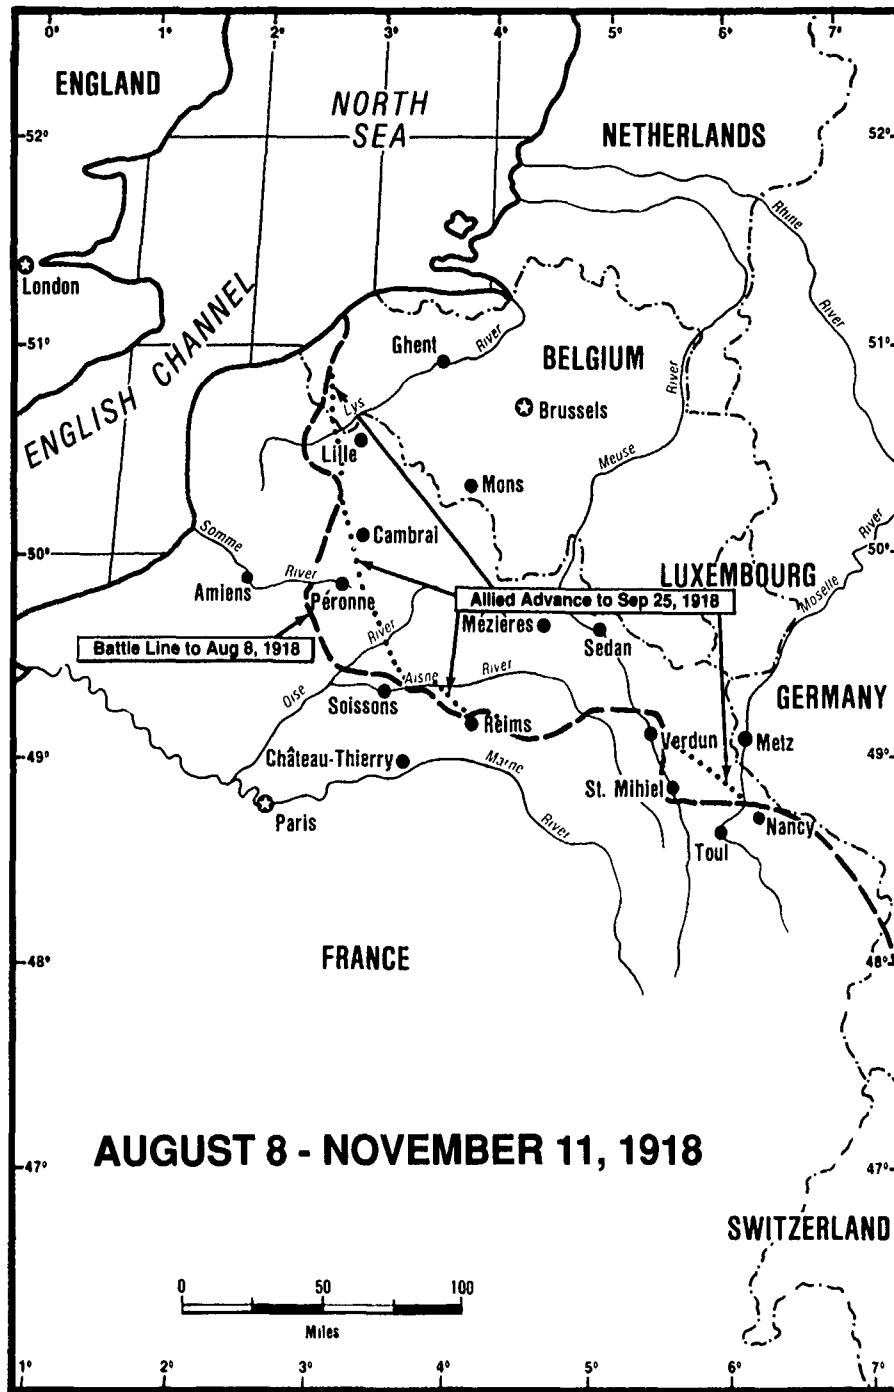 0° 1° 2° 3° 4° 5° 6° 7°
ENGLAND
NORTH
SEA
NETHERLANDS
52° 52°
Rhine
River
London
ENGLISH CHANNEL
51° 51°
Ghent
River
BELGIUM
Lys
Brussels
River
Lille
Meuse
Mons
Somme
Cambrai
River
50° 50°
Amiens
River
Péronne
LUXEMBOURG
Moselle
Allied Advance to Sep 25, 1918
Mézières
Sedan
Battle Line to Aug 8, 1918
River
Oise
Aisne
River
Soissons
GERMANY
Reims
Verdun
Metz
49° 49°
Château-Thierry
Marne
St. Mihiel
Paris
River
Nancy
Toul
FRANCE
48° 48°
AUGUST 8 - NOVEMBER 11, 1918
47° 47°
SWITZERLAND
0 50 100
Miles
1° 2° 3° 4° 5° 6° 7°